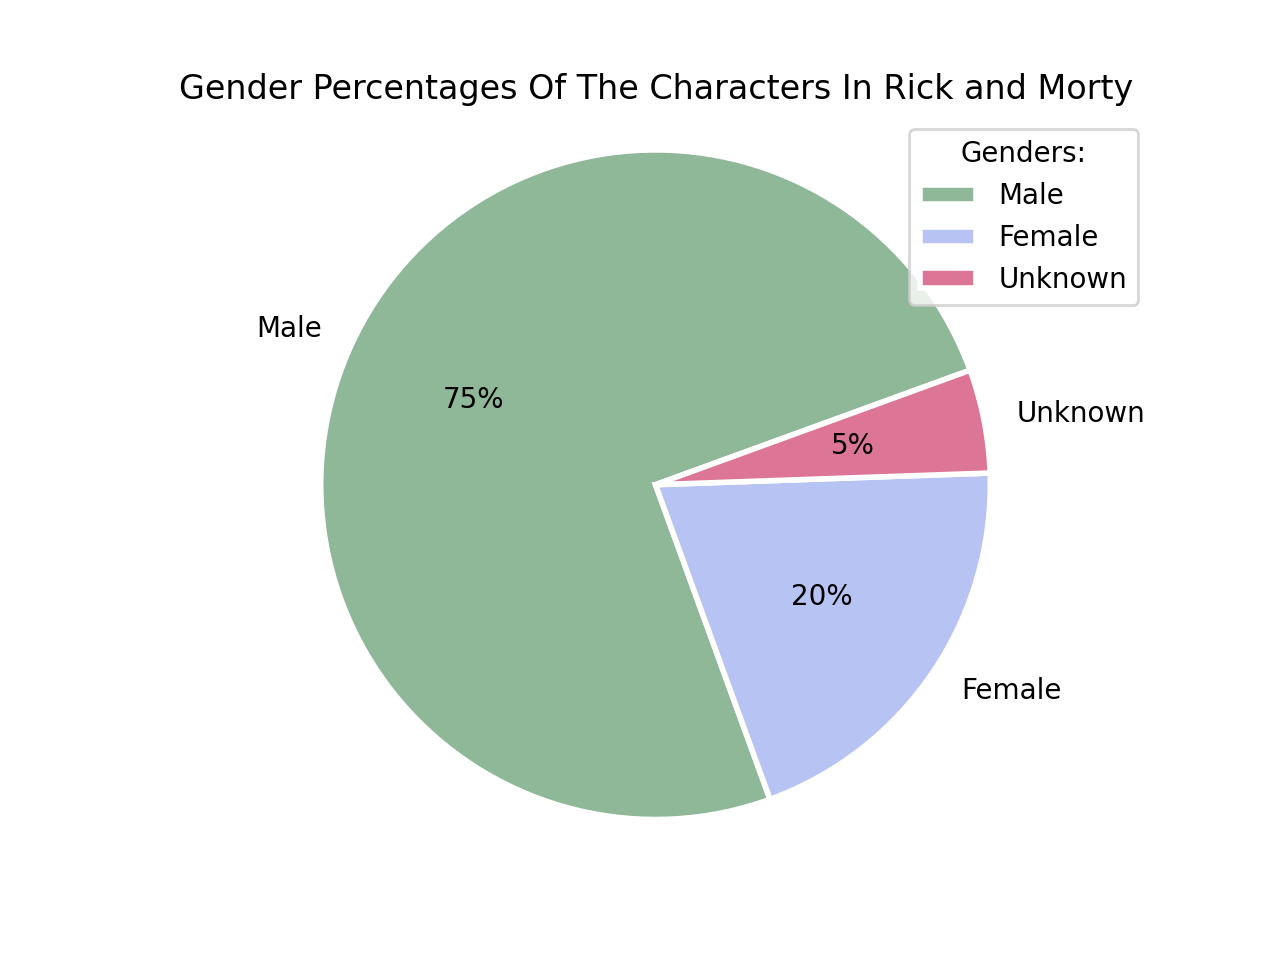 Gender Percentages Of The Characters In Rick and Morty
Genders:
Male
Female
Unknown
Male
75%
Unknown
5%
20%
Female